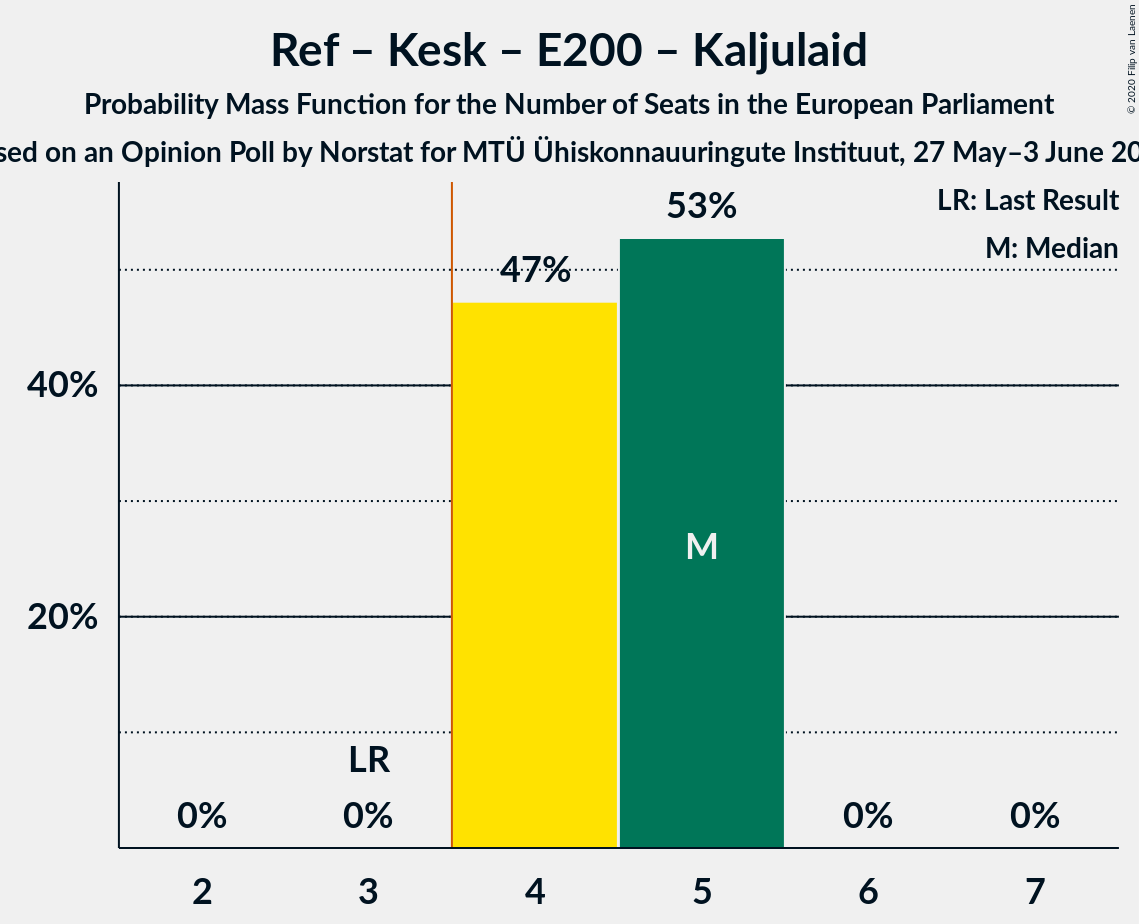 Ref – Kesk – E200 – Kaljulaid
Probability Mass Function for the Number of Seats in the European Parliament
on an Opinion Poll by Norstat for MTÜ Ühiskonnauuringute Instituut, 27 May–3 June
© 2020 Filip van Laenen
LR: Last Result
M: Median
53%
47%
40%
20%
M
LR
0% 0% 0% 0%
2 3 4 5 6 7